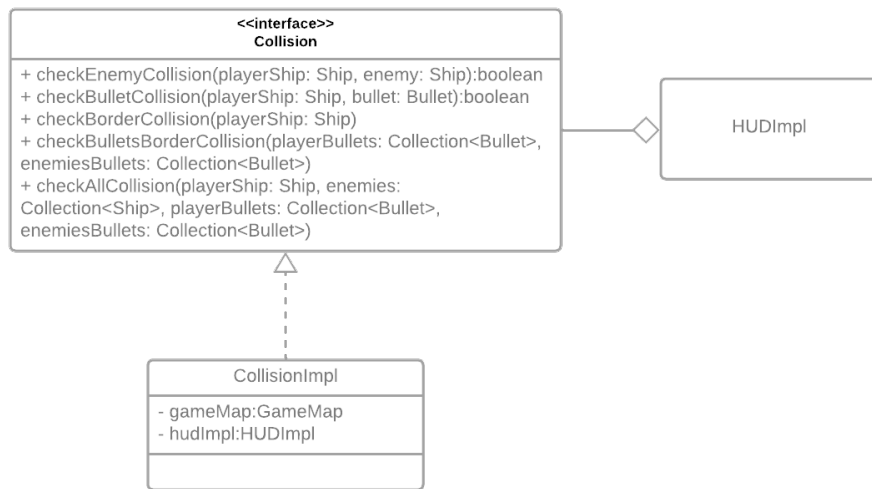 <<interface>>
Collision
+ checkEnemyCollision(playerShip: Ship, enemy: Ship):boolean
+ checkBulletCollision(playerShip: Ship, bullet: Bullet):boolean
+ checkBorderCollision(playerShip: Ship)
+ checkBulletsBorderCollision(playerBullets: Collection<Bullet>,
enemiesBullets: Collection<Bullet>)
+ checkAllCollision(playerShip: Ship, enemies:
Collection<Ship>, playerBullets: Collection<Bullet>,
enemiesBullets: Collection<Bullet>)
HUDImpl
CollisionImpl
- gameMap:GameMap
- hudImpl:HUDImpl